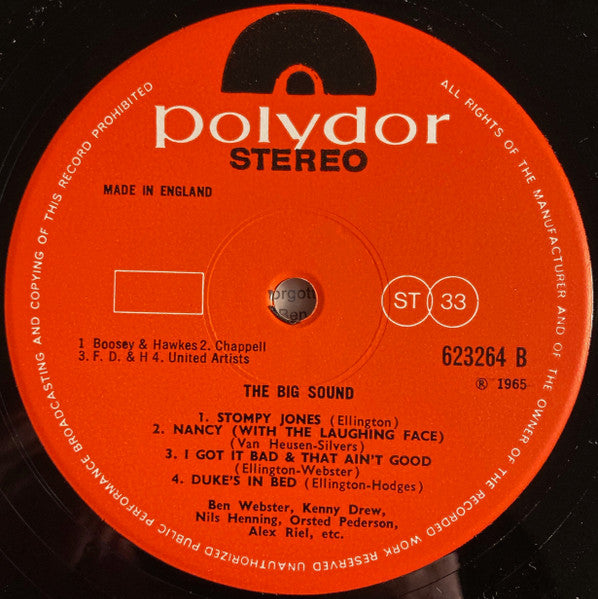 polydor
STEREO
MADE IN ENGLAND
ST 33
1 Boosey & Hawkes 2. Chappell
3. F. D. & H 4. United Artists
623264 B
℗ 1965
THE BIG SOUND
1. STOMPY JONES (Ellington)
2. NANCY (WITH THE LAUGHING FACE)
(Van Heusen-Silvers)
3. I GOT IT BAD & THAT AIN'T GOOD
(Ellington-Webster)
4. DUKE'S IN BED (Ellington-Hodges)
Ben Webster, Kenny Drew,
Nils Henning, Orsted Pederson,
Alex Riel, etc.
ALL RIGHTS OF THE MANUFACTURER AND OF THE OWNER OF THE RECORDED WORK RESERVED UNAUTHORIZED PUBLIC PERFORMANCE BROADCASTING AND COPYING OF THIS RECORD PROHIBITED
Ben